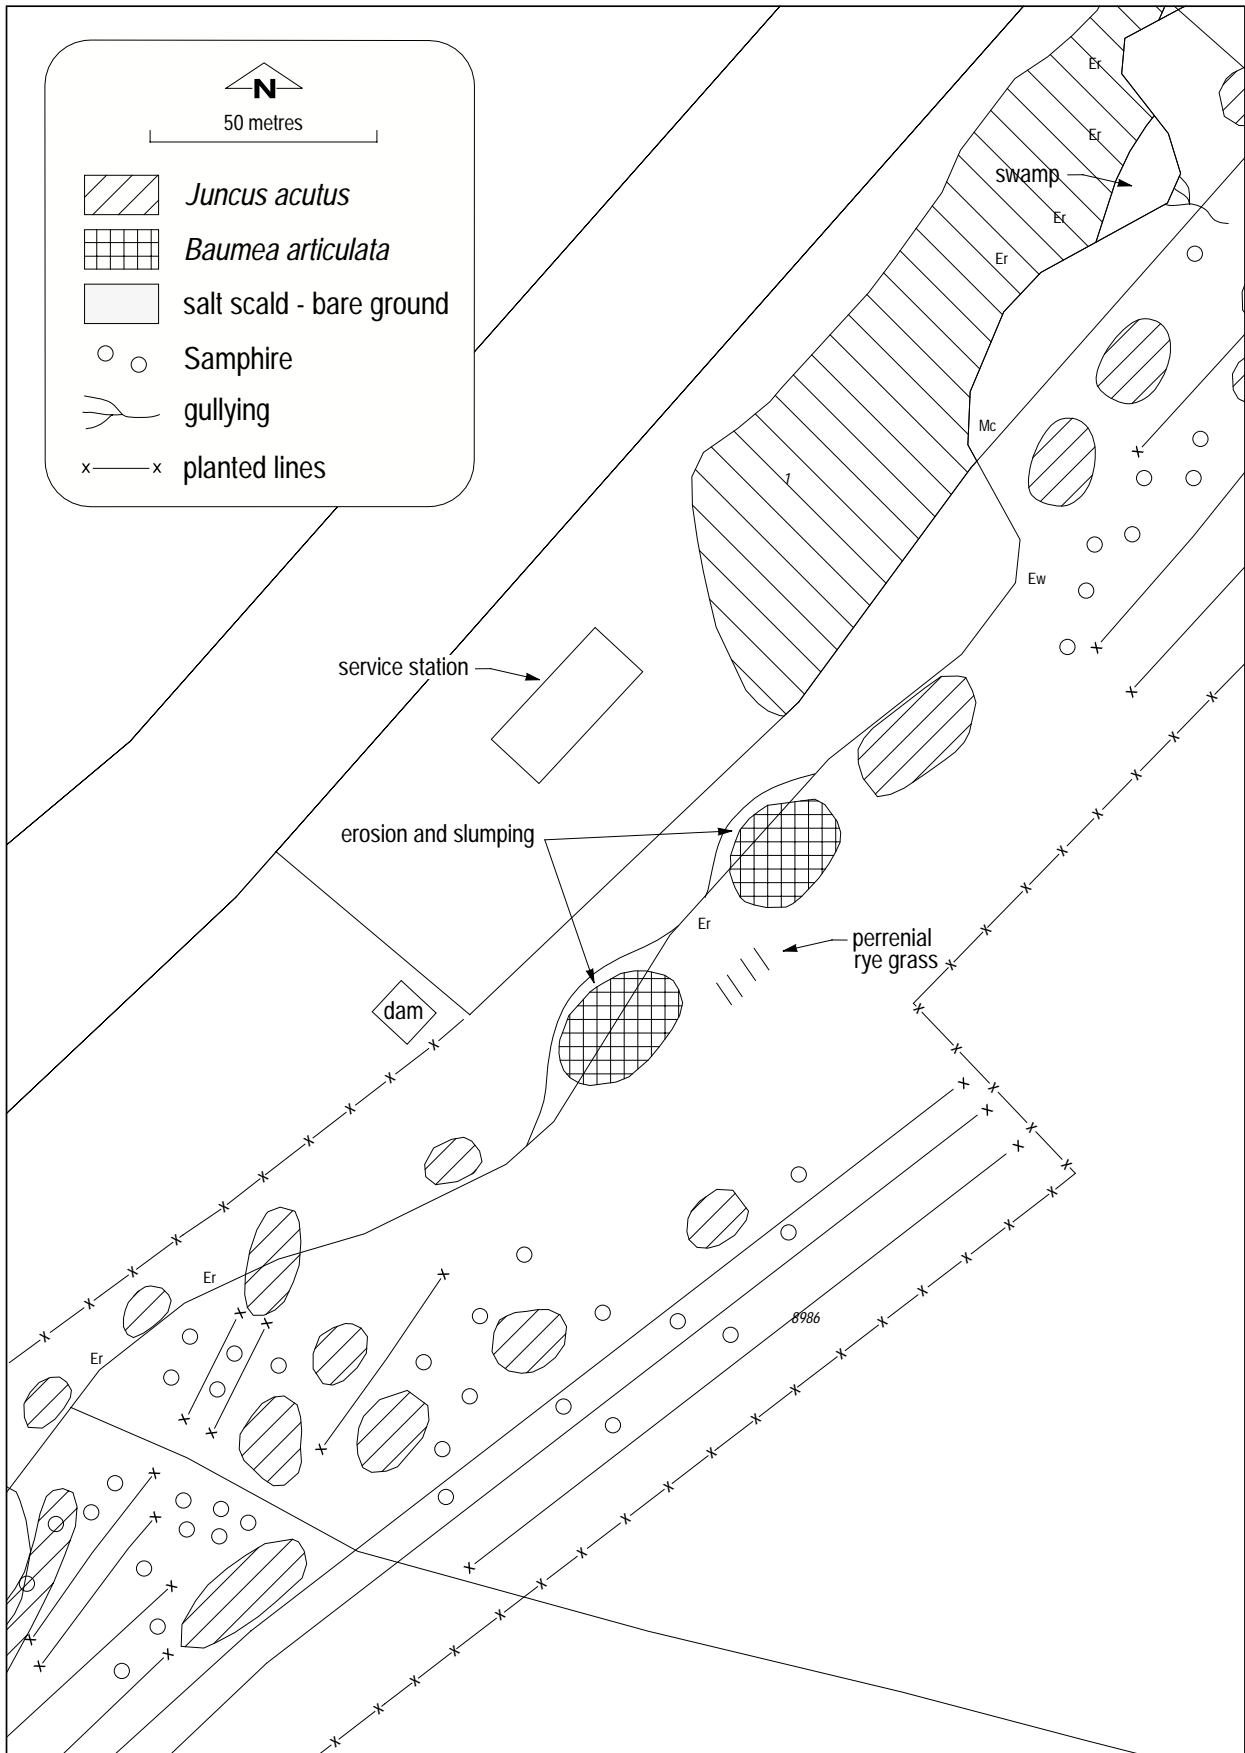 N
50 metres
Juncus acutus
Baumea articulata
salt scald - bare ground
Samphire
gullying
x x planted lines
Er
Er
swamp
Er
Er
Mc
1
Ew
service station
erosion and slumping
Er
perrenial
rye grass
dam
Er
8986
Er